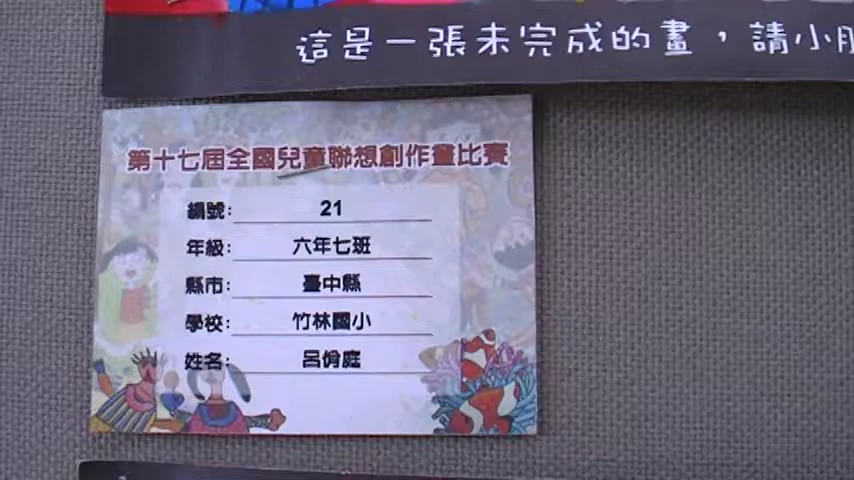 這是一張未完成的畫，請小朋
第十七屆全國兒童聯想創作畫比賽
編號： 21
年級： 六年七班
縣市： 臺中縣
學校： 竹林國小
姓名： 呂脩庭